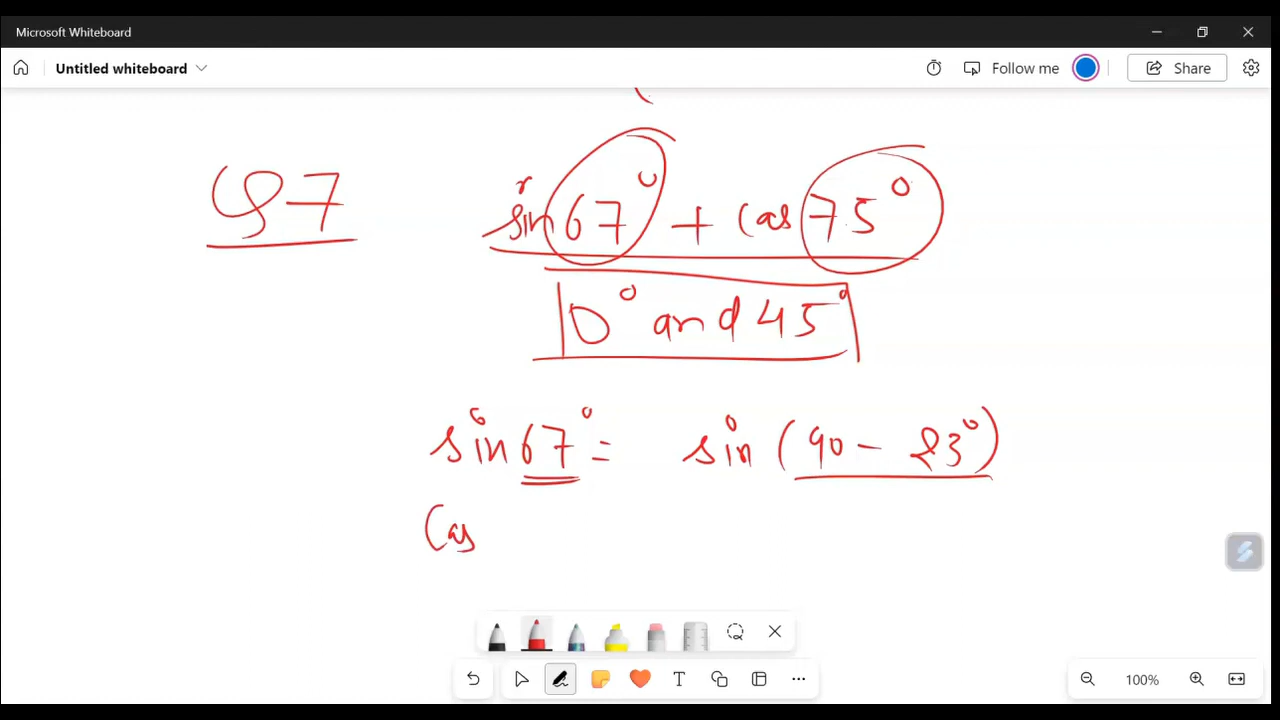 Microsoft Whiteboard
Untitled whiteboard
Follow me
Share
Q7
sin 67° + cos 75°
0° and 45°
sin 67° = sin (90 - 23°)
Cos
100%